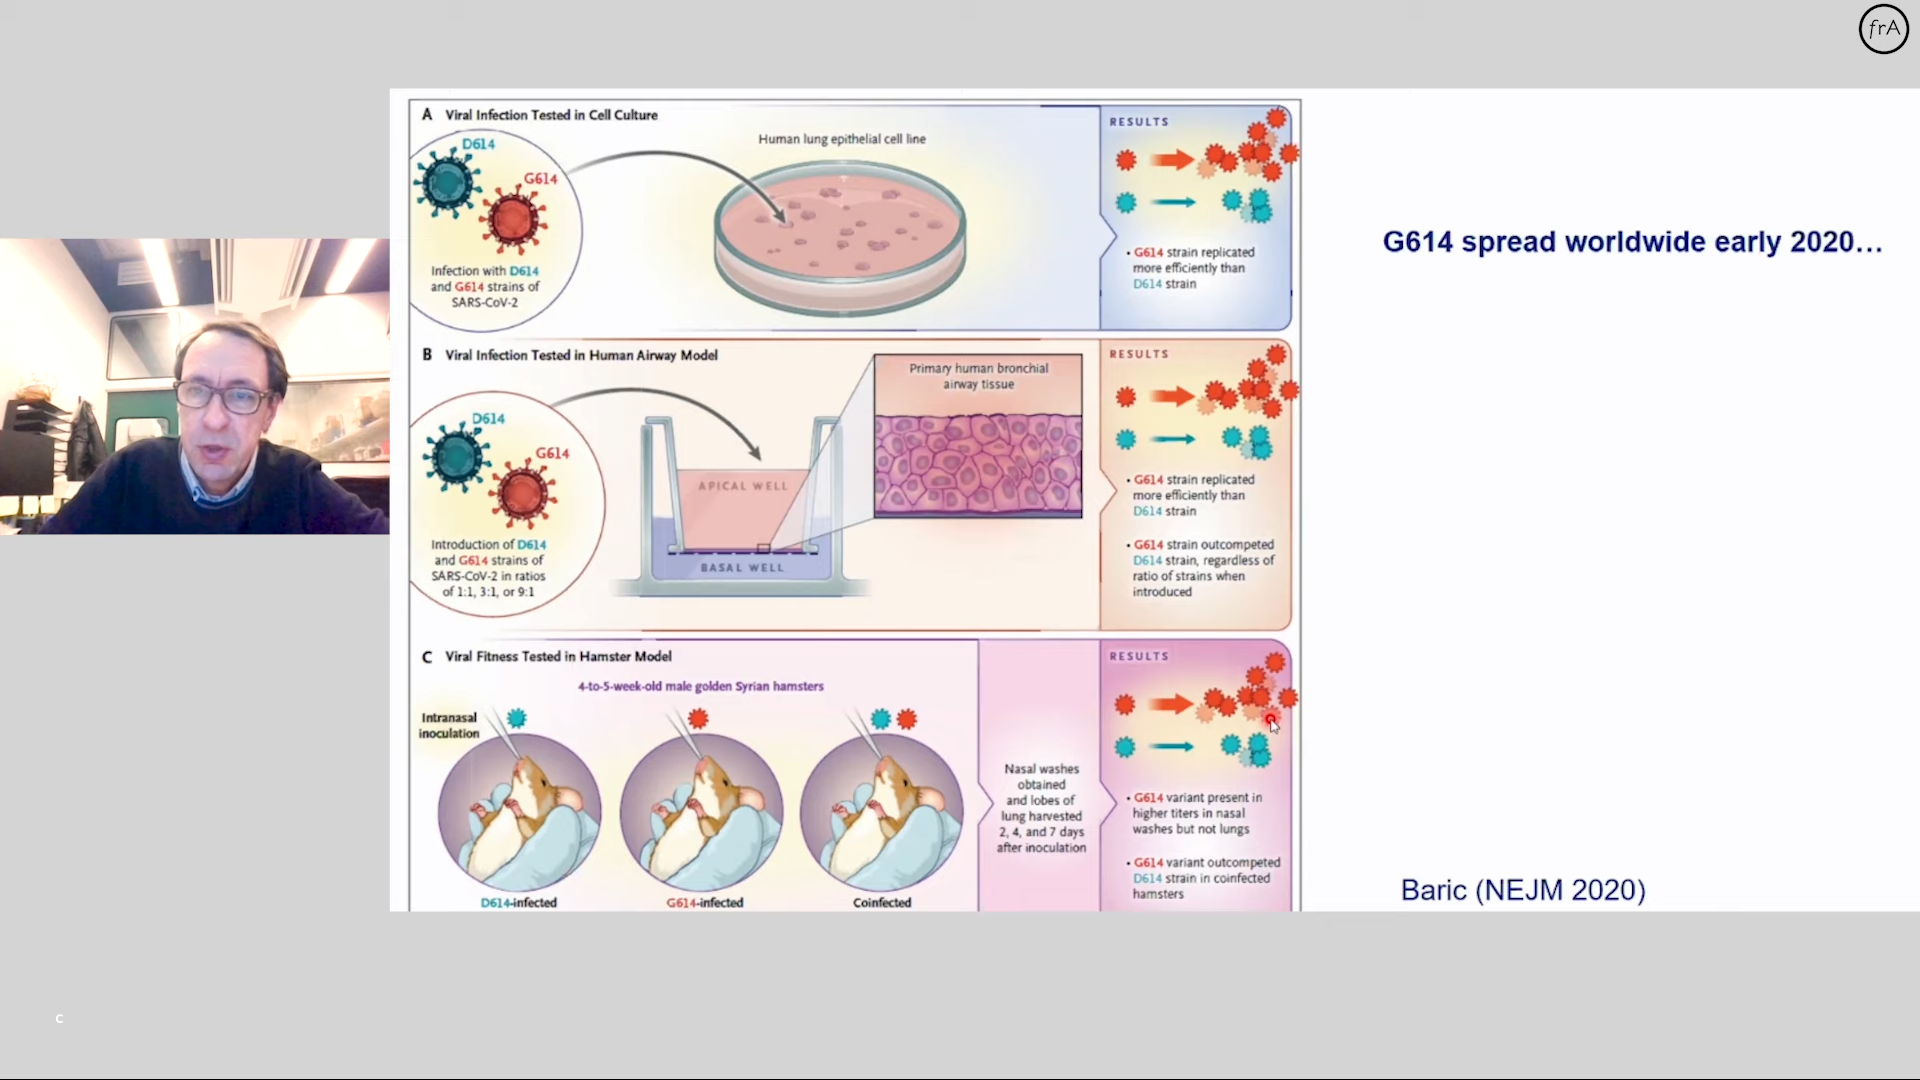 frA
A Viral Infection Tested in Cell Culture
D614
G614
Infection with D614
and G614 strains of
SARS-CoV-2
Human lung epithelial cell line
RESULTS
• G614 strain replicated
more efficiently than
D614 strain
G614 spread worldwide early 2020...
B Viral Infection Tested in Human Airway Model
D614
G614
Introduction of D614
and G614 strains of
SARS-CoV-2 in ratios
of 1:1, 3:1, or 9:1
APICAL WELL
BASAL WELL
Primary human bronchial
airway tissue
RESULTS
• G614 strain replicated
more efficiently than
D614 strain
• G614 strain outcompeted
D614 strain, regardless of
ratio of strains when
introduced
C Viral Fitness Tested in Hamster Model
4-to-5-week-old male golden Syrian hamsters
Intranasal
inoculation
D614-infected
G614-infected
Coinfected
Nasal washes
obtained
and lobes of
lung harvested
2, 4, and 7 days
after inoculation
RESULTS
• G614 variant present in
higher titers in nasal
washes but not lungs
• G614 variant outcompeted
D614 strain in coinfected
hamsters
Baric (NEJM 2020)
c